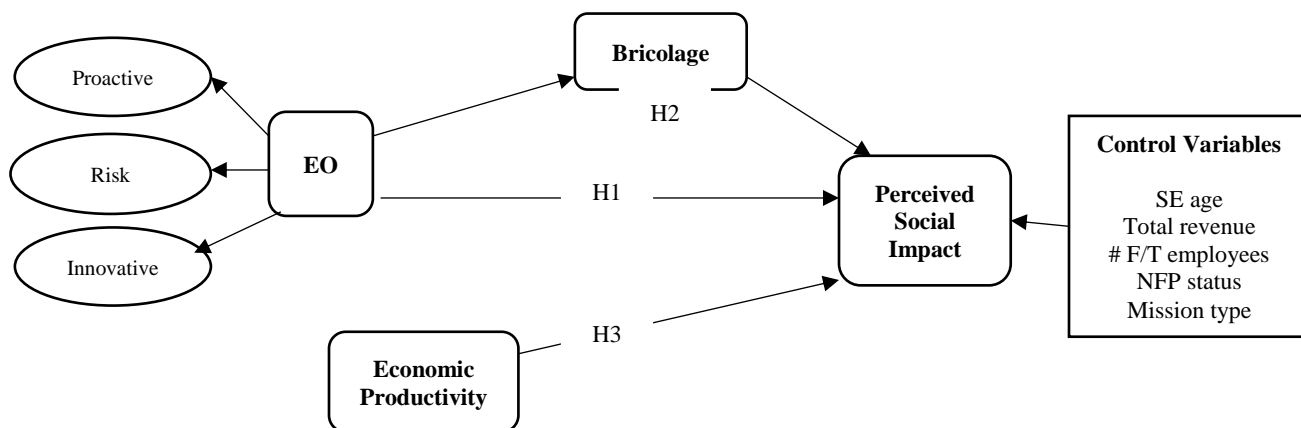 Proactive
Risk
Innovative
EO
Bricolage
H2
H1
H3
Economic
Productivity
Perceived
Social
Impact
Control Variables
SE age
Total revenue
# F/T employees
NFP status
Mission type